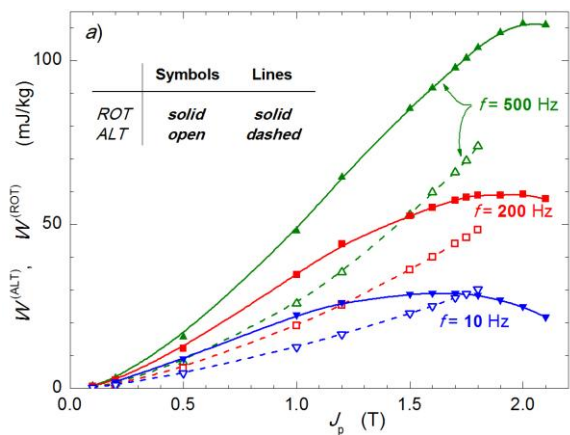 a)
Symbols Lines
ROT solid solid
ALT open dashed
f = 500 Hz
f = 200 Hz
f = 10 Hz
W(ALT), W(ROT) (mJ/kg)
100
50
0
0.0 0.5 1.0 1.5 2.0
Jp (T)